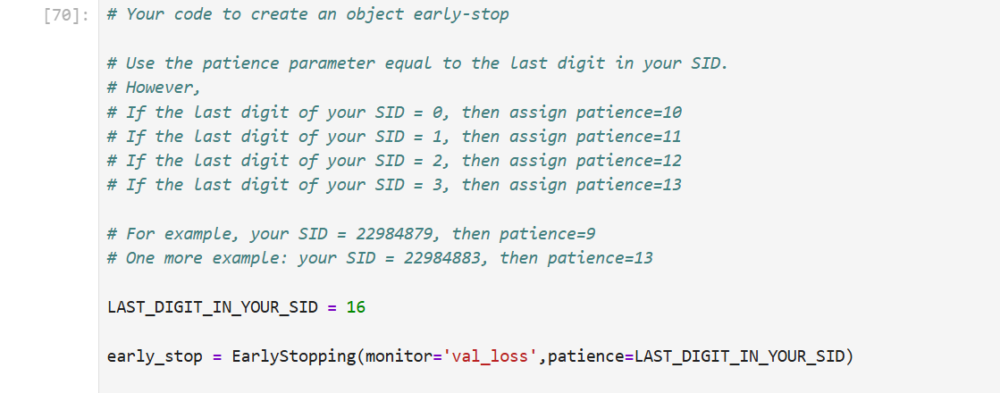 [70]: # Your code to create an object early-stop
# Use the patience parameter equal to the last digit in your SID.
# However,
# If the last digit of your SID = 0, then assign patience=10
# If the last digit of your SID = 1, then assign patience=11
# If the last digit of your SID = 2, then assign patience=12
# If the last digit of your SID = 3, then assign patience=13
# For example, your SID = 22984879, then patience=9
# One more example: your SID = 22984883, then patience=13
LAST_DIGIT_IN_YOUR_SID = 16
early_stop = EarlyStopping(monitor='val_loss',patience=LAST_DIGIT_IN_YOUR_SID)